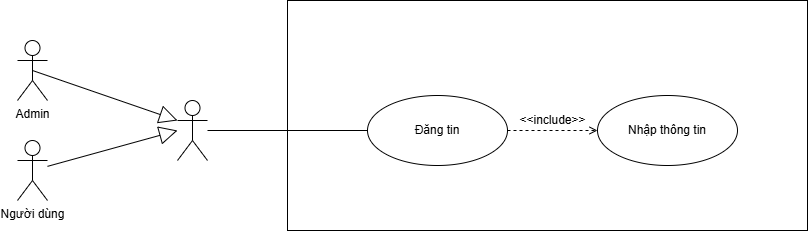 Admin
Người dùng
Đăng tin
<<include>>
Nhập thông tin